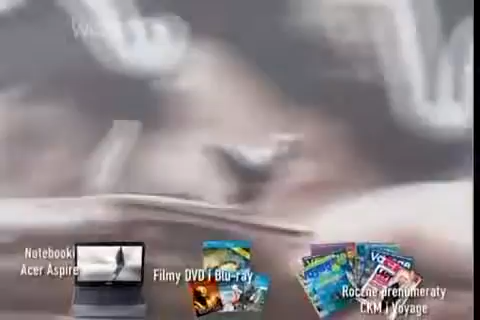 Notebooki
Acer Aspire
Filmy DVD i Blu-ray
Roczne prenumeraty
CKM i Voyage